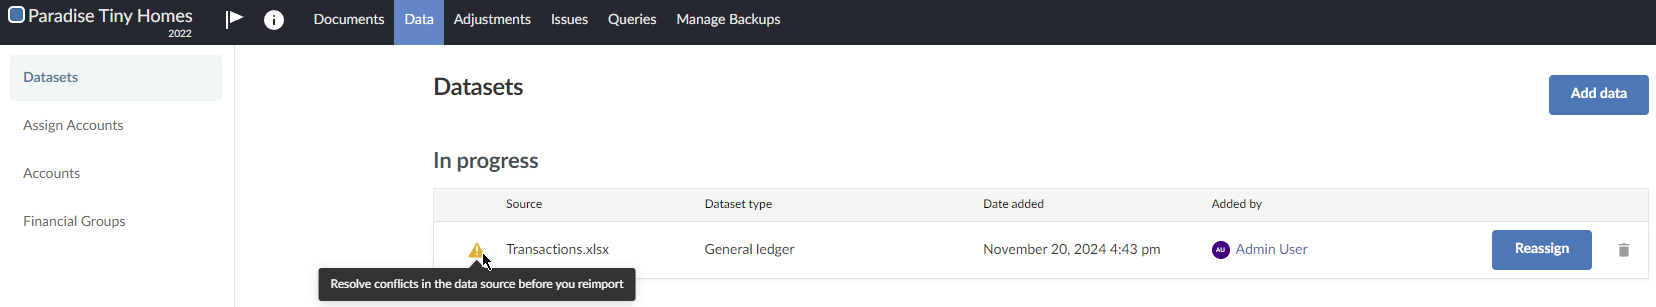 Paradise Tiny Homes
2022
Documents Data Adjustments Issues Queries Manage Backups
Datasets
Assign Accounts
Accounts
Financial Groups
Datasets
Add data
In progress
Source Dataset type Date added Added by
Transactions.xlsx General ledger November 20, 2024 4:43 pm AU Admin User Reassign
Resolve conflicts in the data source before you reimport